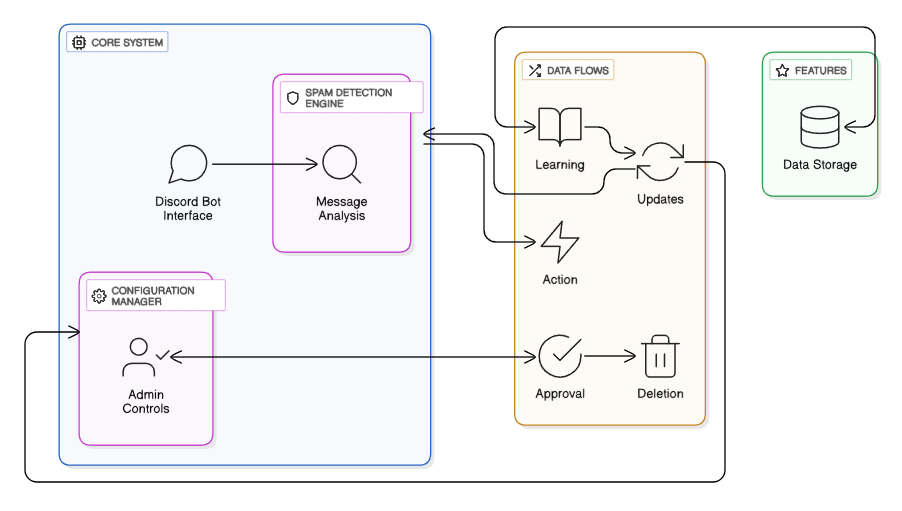 CORE SYSTEM
SPAM DETECTION
ENGINE
Discord Bot
Interface
Message
Analysis
CONFIGURATION
MANAGER
Admin
Controls
DATA FLOWS
Learning
Updates
Action
Approval
Deletion
FEATURES
Data Storage